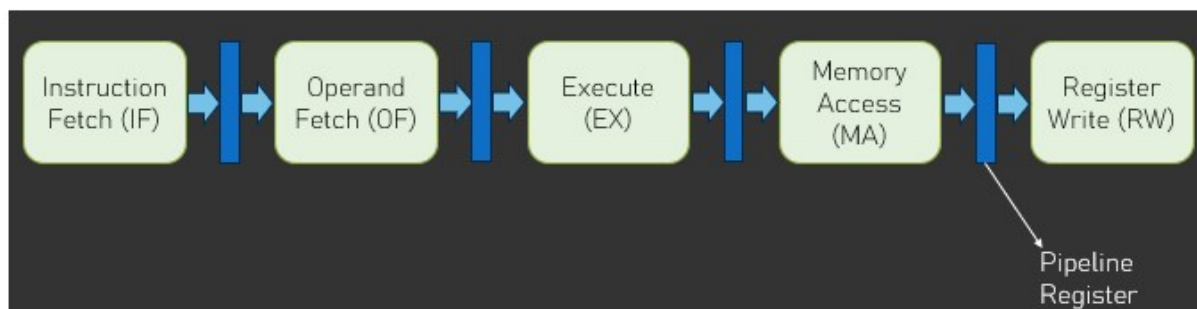 Instruction
Fetch (IF)
Operand
Fetch (OF)
Execute
(EX)
Memory
Access
(MA)
Register
Write (RW)
Pipeline
Register